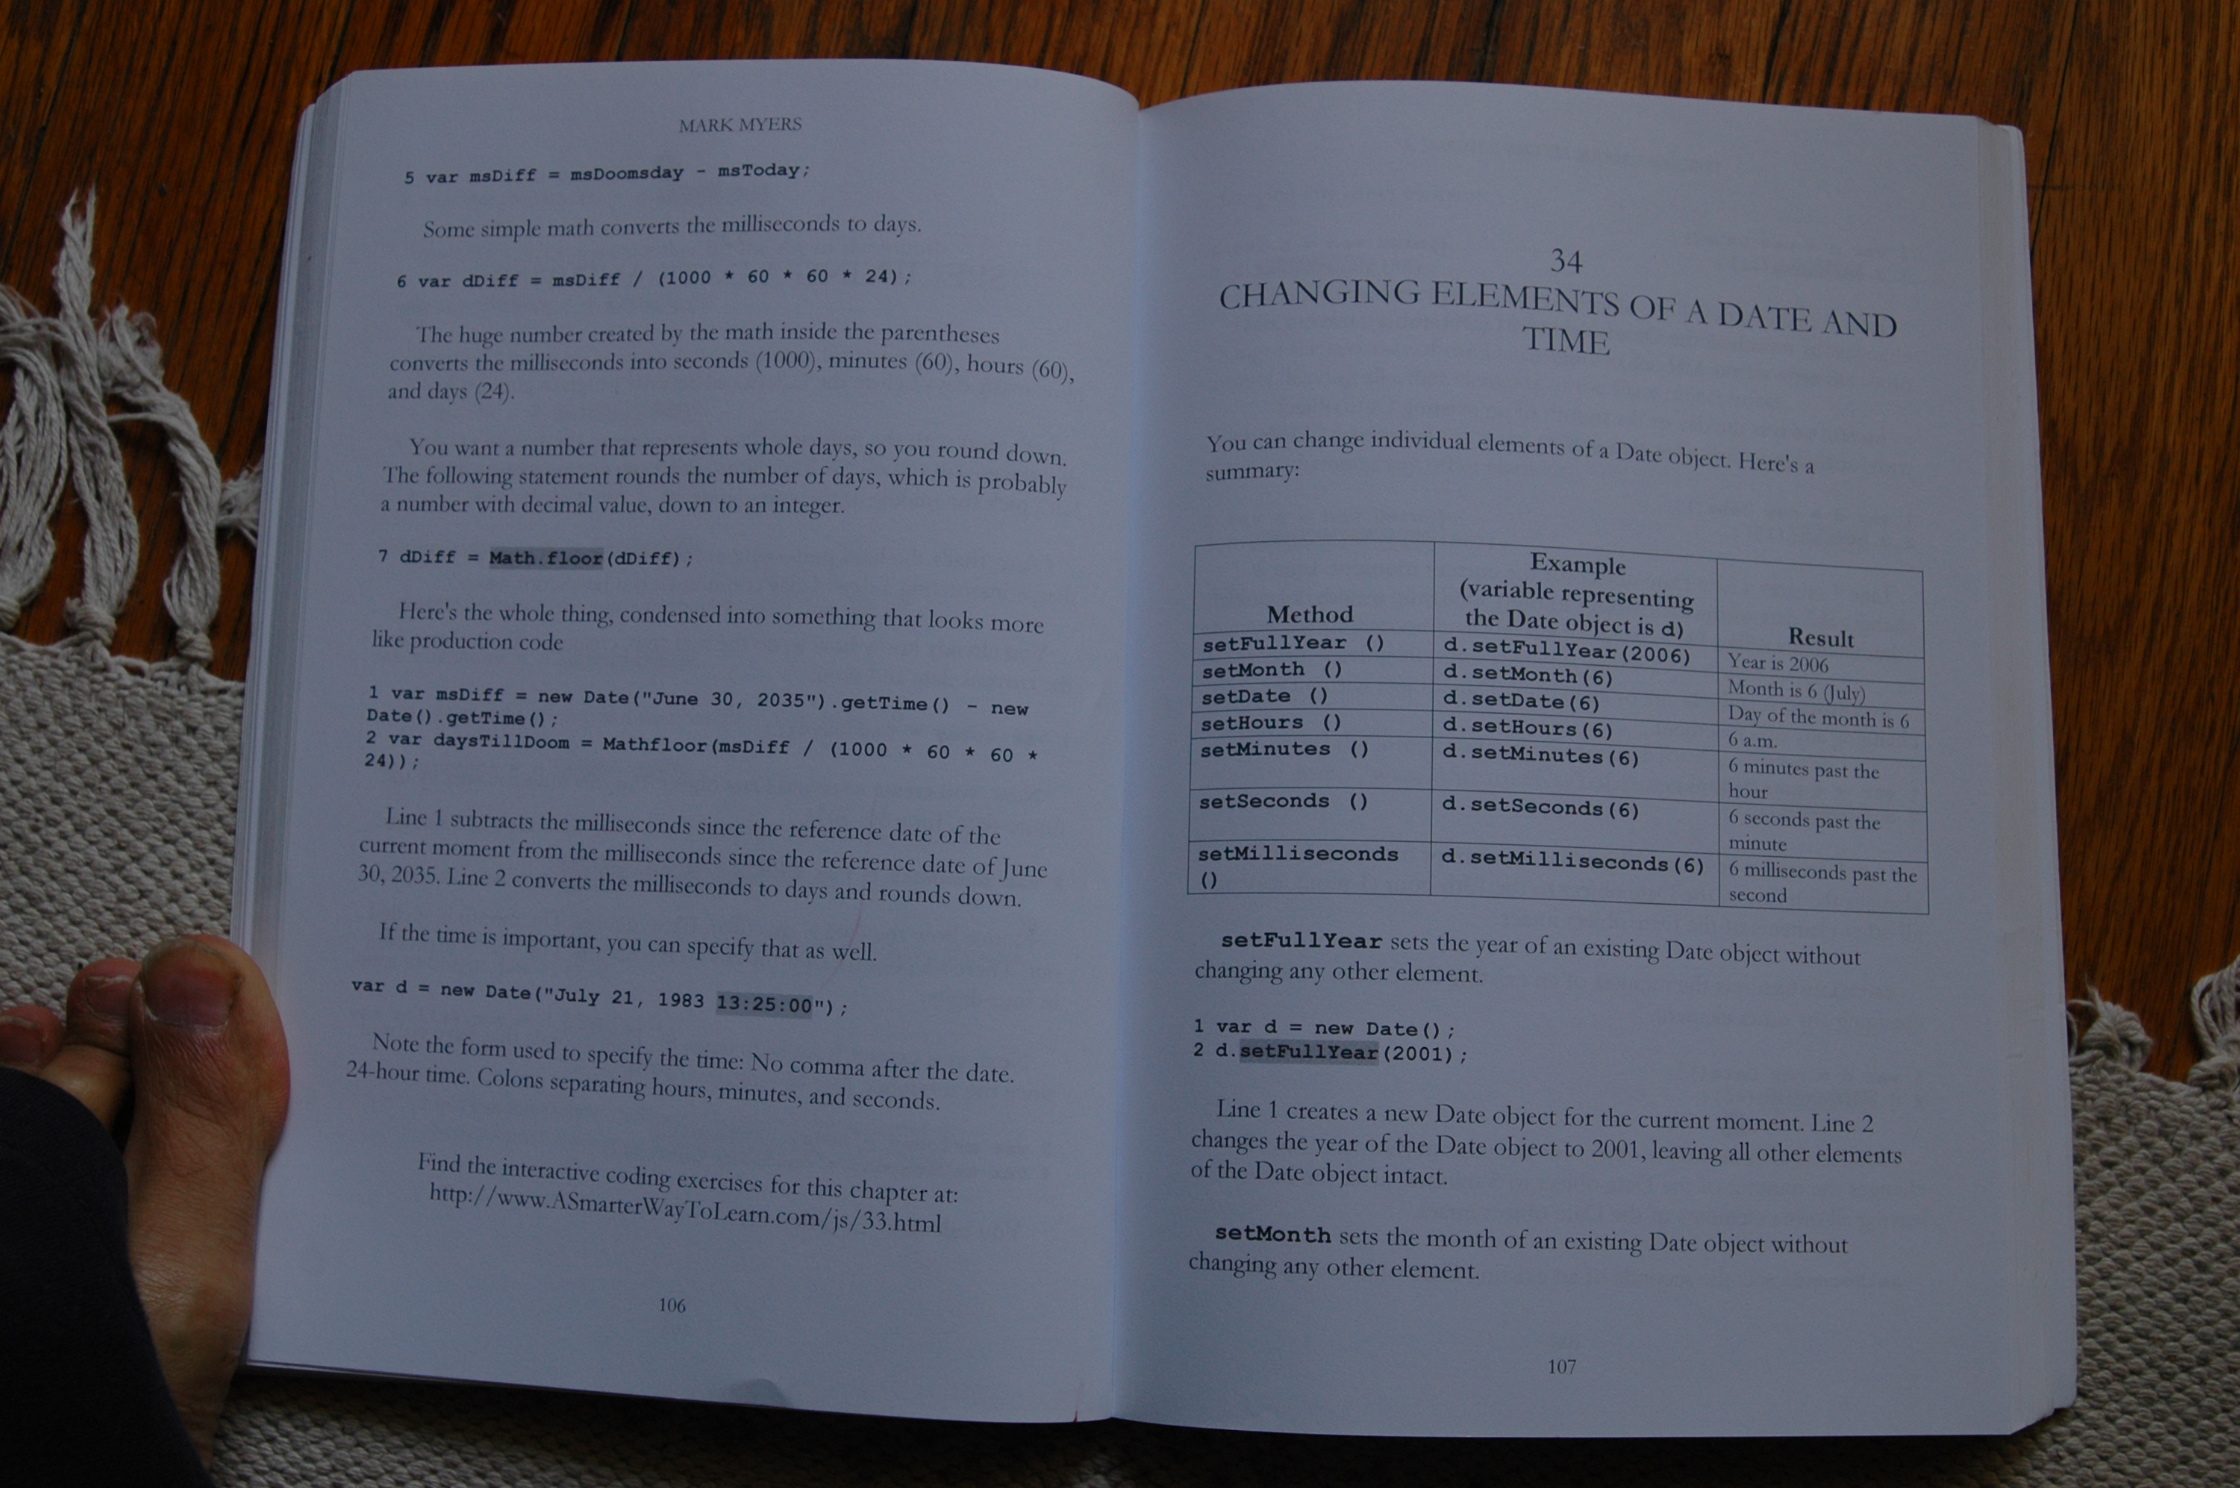 MARK MYERS
5 var msDiff = msDoomsday - msToday;
Some simple math converts the milliseconds to days.
6 var dDiff = msDiff / (1000 * 60 * 60 * 24);
The huge number created by the math inside the parentheses
converts the milliseconds into seconds (1000), minutes (60), hours (60),
and days (24).
You want a number that represents whole days, so you round down.
The following statement rounds the number of days, which is probably
a number with decimal value, down to an integer.
7 dDiff = Math.floor(dDiff);
Here's the whole thing, condensed into something that looks more
like production code
1 var msDiff = new Date("June 30, 2035").getTime() - new
Date().getTime();
2 var daysTillDoom = Mathfloor(msDiff / (1000 * 60 * 60 *
24));
Line 1 subtracts the milliseconds since the reference date of the
current moment from the milliseconds since the reference date of June
30, 2035. Line 2 converts the milliseconds to days and rounds down.
If the time is important, you can specify that as well.
var d = new Date("July 21, 1983 13:25:00");
Note the form used to specify the time: No comma after the date.
24-hour time. Colons separating hours, minutes, and seconds.
Find the interactive coding exercises for this chapter at:
http://www.ASmarterWayToLearn.com/js/33.html
106
34
CHANGING ELEMENTS OF A DATE AND
TIME
You can change individual elements of a Date object. Here's a
summary:
Method
Example
(variable representing
the Date object is d)
Result
setFullYear () d.setFullYear(2006) Year is 2006
setMonth () d.setMonth(6) Month is 6 (July)
setDate () d.setDate(6) Day of the month is 6
setHours () d.setHours(6) 6 a.m.
setMinutes () d.setMinutes(6) 6 minutes past the
hour
setSeconds () d.setSeconds(6) 6 seconds past the
minute
setMilliseconds d.setMilliseconds(6) 6 milliseconds past the
() second
setFullYear sets the year of an existing Date object without
changing any other element.
1 var d = new Date();
2 d.setFullYear(2001);
Line 1 creates a new Date object for the current moment. Line 2
changes the year of the Date object to 2001, leaving all other elements
of the Date object intact.
setMonth sets the month of an existing Date object without
changing any other element.
107